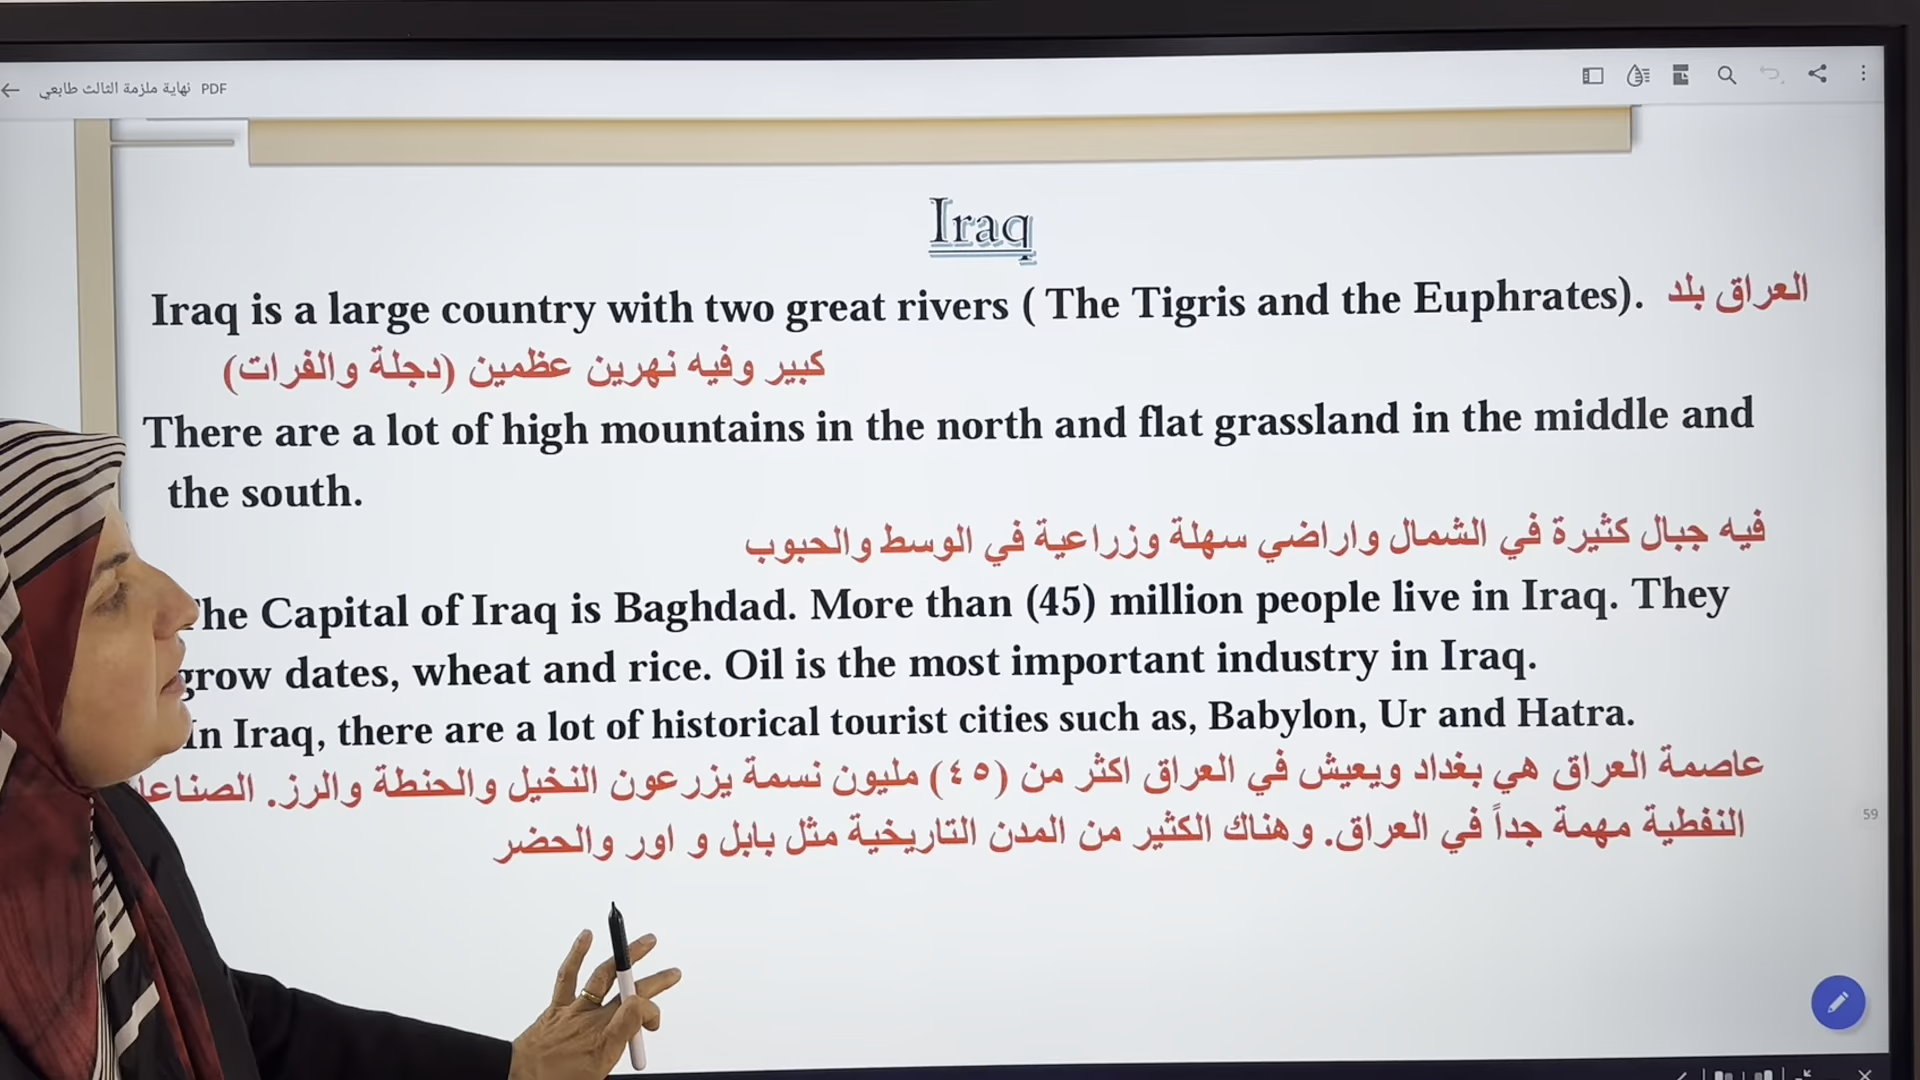 نهاية ملزمة الثالث طابعي PDF
Iraq
Iraq is a large country with two great rivers ( The Tigris and the Euphrates). العراق بلد
كبير وفيه نهرين عظمين (دجلة والفرات)
There are a lot of high mountains in the north and flat grassland in the middle and
the south.
فيه جبال كثيرة في الشمال واراضي سهلة وزراعية في الوسط والحبوب
The Capital of Iraq is Baghdad. More than (45) million people live in Iraq. They
grow dates, wheat and rice. Oil is the most important industry in Iraq.
In Iraq, there are a lot of historical tourist cities such as, Babylon, Ur and Hatra.
عاصمة العراق هي بغداد ويعيش في العراق اكثر من (٤٥) مليون نسمة يزرعون النخيل والحنطة والرز.
النفطية مهمة جداً في العراق. وهناك الكثير من المدن التاريخية مثل بابل و اور والحضر
59